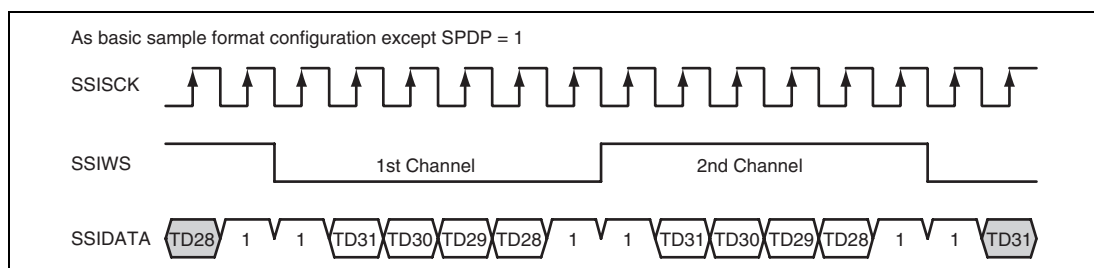 As basic sample format configuration except SPDP = 1
SSISCK
SSIWS 1st Channel 2nd Channel
SSIDATA TD28 1 1 TD31 TD30 TD29 TD28 1 1 TD31 TD30 TD29 TD28 1 1 TD31